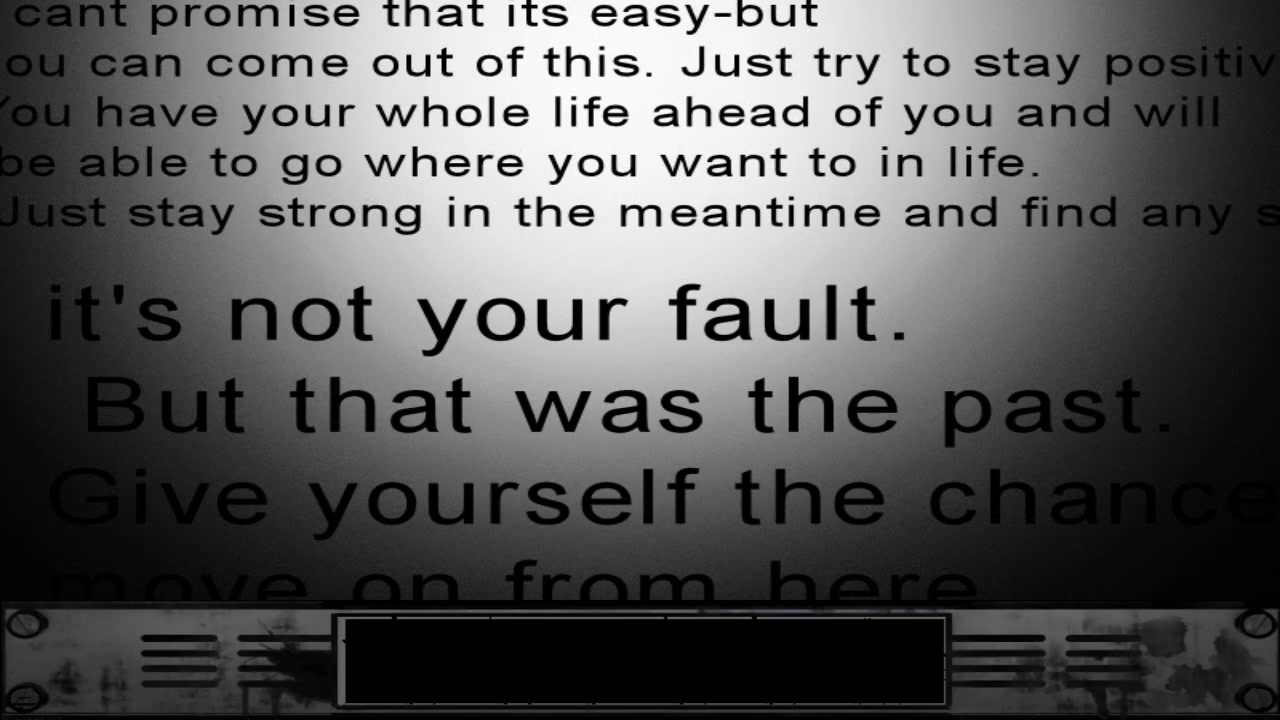 cant promise that its easy-but
ou can come out of this. Just try to stay positiv
You have your whole life ahead of you and will
be able to go where you want to in life.
Just stay strong in the meantime and find any s
it's not your fault.
But that was the past.
Give yourself the chance
move on from here